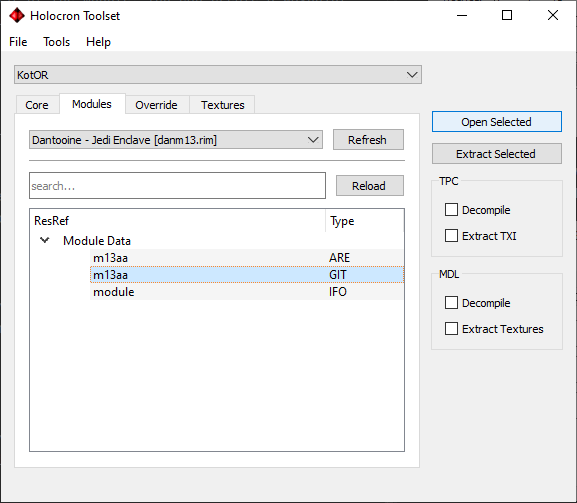 Holocron Toolset
File Tools Help
KotOR
Core Modules Override Textures
Dantooine - Jedi Enclave [danm13.rim] Refresh
search... Reload
ResRef Type
Module Data
m13aa ARE
m13aa GIT
module IFO
Open Selected
Extract Selected
TPC
Decompile
Extract TXI
MDL
Decompile
Extract Textures